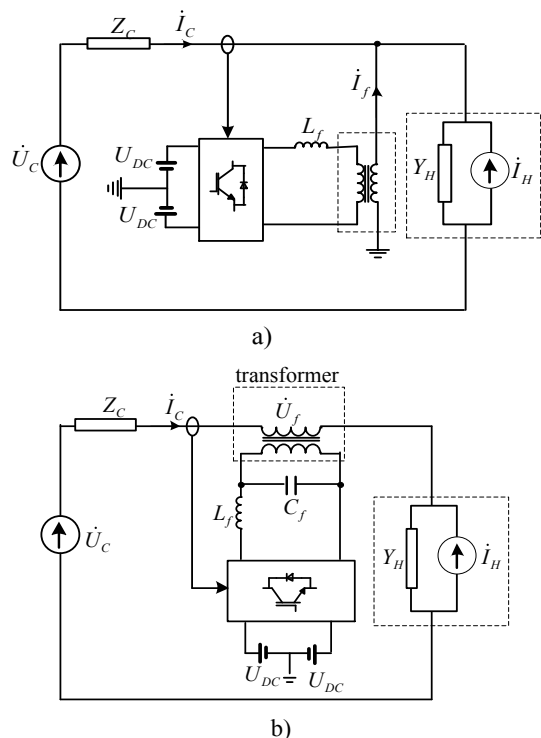 Z_C
İ_C
İ_f
L_f
U̇_C
U_DC
U_DC
Y_H
İ_H
a)
transformer
Z_C
İ_C
U̇_f
L_f
C_f
U̇_C
Y_H
İ_H
U_DC
U_DC
b)